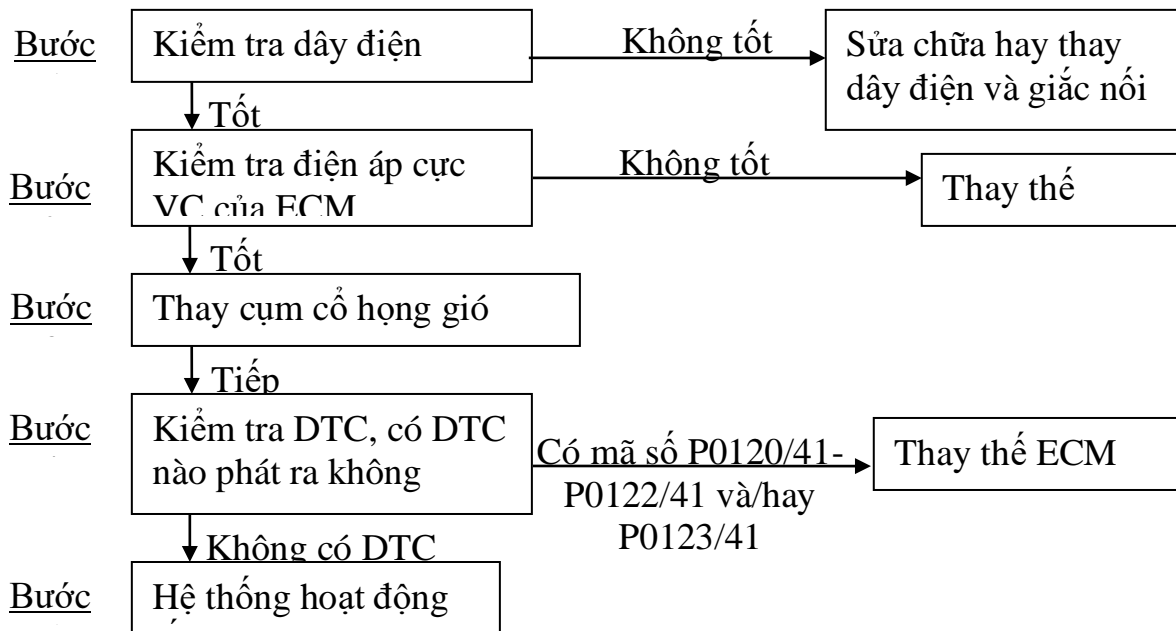 Bước
Kiểm tra dây điện
Không tốt
Sửa chữa hay thay
dây điện và giắc nối
Tốt
Bước
Kiểm tra điện áp cực
VC của ECM
Không tốt
Thay thế
Tốt
Bước
Thay cụm cổ họng gió
Tiếp
Bước
Kiểm tra DTC, có DTC
nào phát ra không
Có mã số P0120/41-
P0122/41 và/hay
P0123/41
Thay thế ECM
Không có DTC
Bước
Hệ thống hoạt động